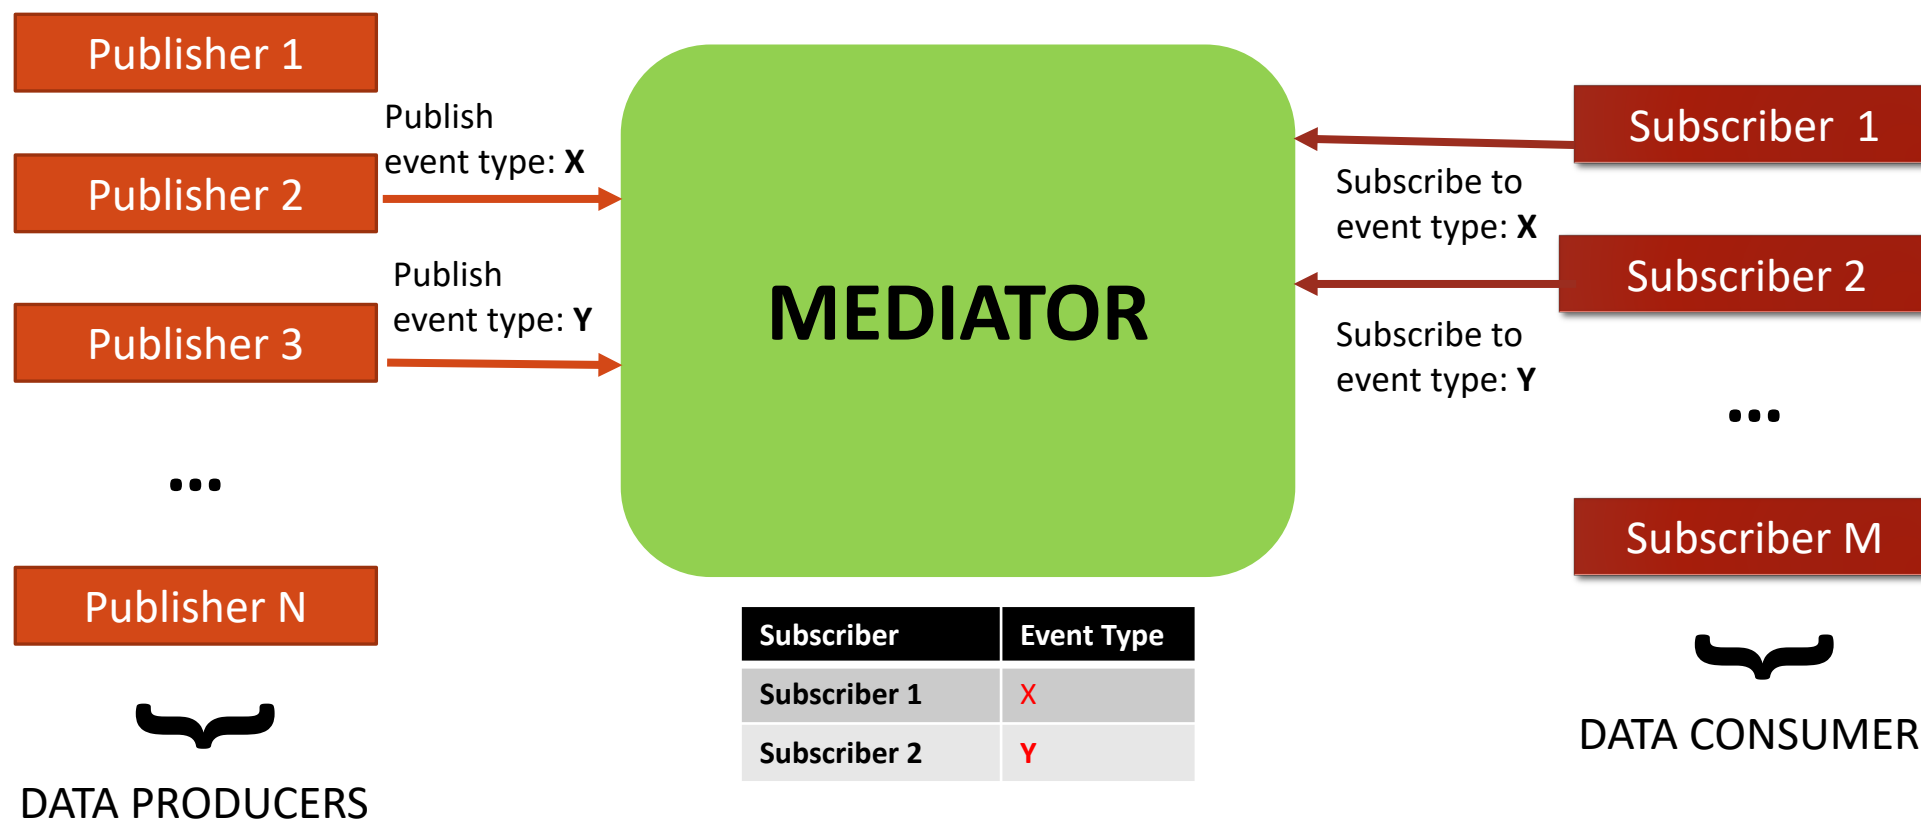 Publisher 1
Publish
event type: X
Publisher 2
Publish
event type: Y
Publisher 3
...
Publisher N
DATA PRODUCERS
MEDIATOR
Subscriber Event Type
Subscriber 1 X
Subscriber 2 Y
Subscriber 1
Subscribe to
event type: X
Subscriber 2
Subscribe to
event type: Y
...
Subscriber M
DATA CONSUMER